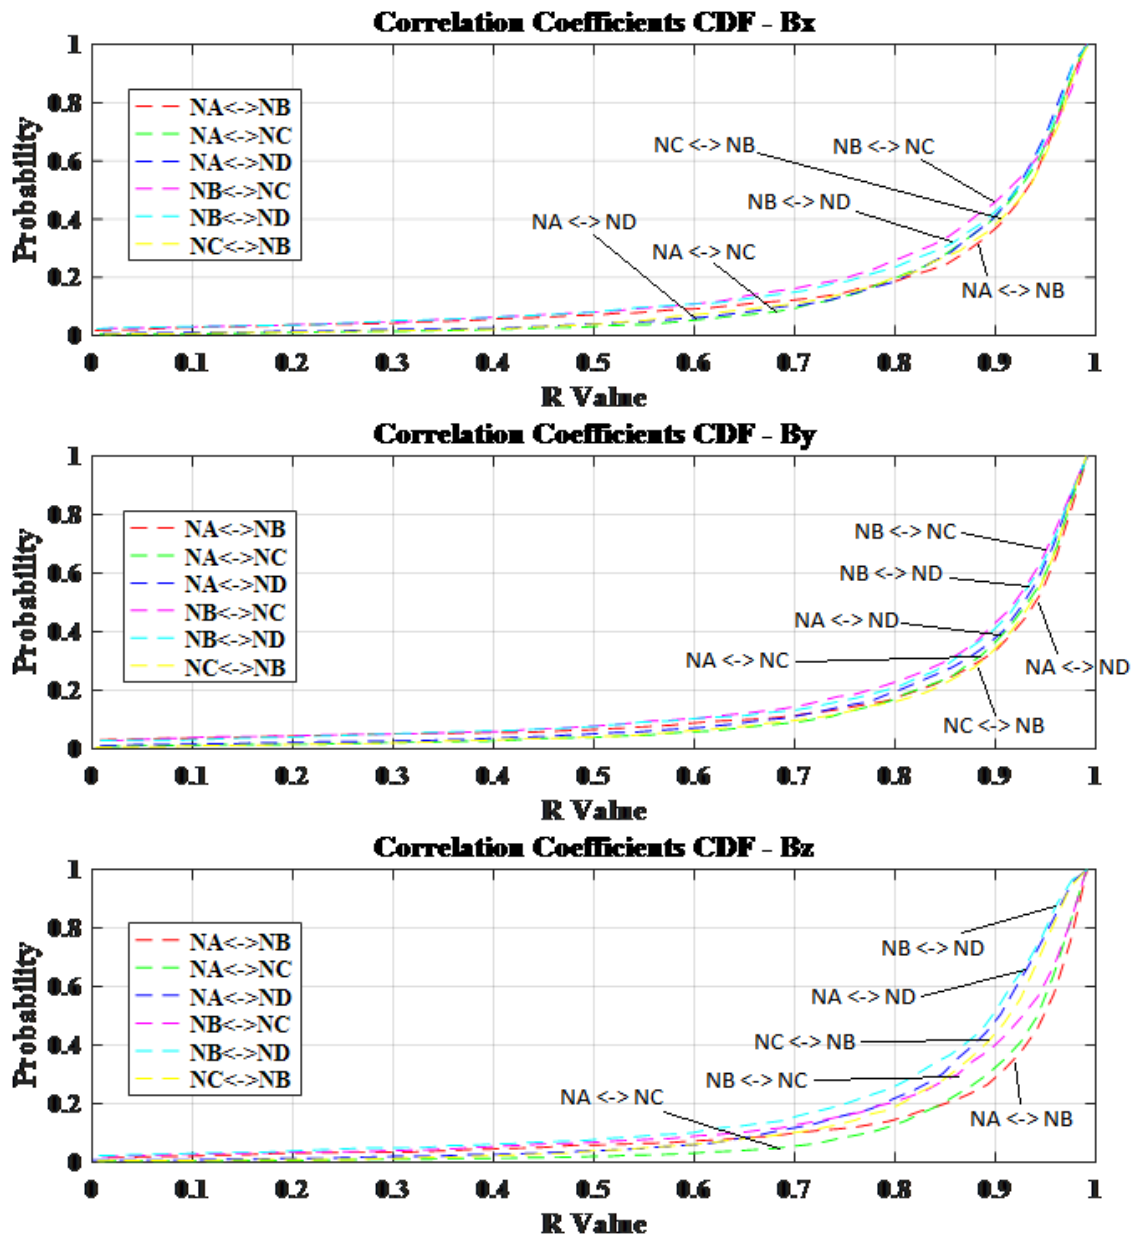 Correlation Coefficients CDF - Bx
1
0.8
0.6
0.4
0.2
0
Probability
NA<->NB
NA<->NC
NA<->ND
NB<->NC
NB<->ND
NC<->NB
NC <-> NB
NB <-> NC
NB <-> ND
NA <-> ND
NA <-> NC
NA <-> NB
0 0.1 0.2 0.3 0.4 0.5 0.6 0.7 0.8 0.9 1
R Value
Correlation Coefficients CDF - By
1
0.8
0.6
0.4
0.2
0
Probability
NA<->NB
NA<->NC
NA<->ND
NB<->NC
NB<->ND
NC<->NB
NB <-> NC
NB <-> ND
NA <-> ND
NA <-> NC
NA <-> ND
NC <-> NB
0 0.1 0.2 0.3 0.4 0.5 0.6 0.7 0.8 0.9 1
R Value
Correlation Coefficients CDF - Bz
1
0.8
0.6
0.4
0.2
0
Probability
NA<->NB
NA<->NC
NA<->ND
NB<->NC
NB<->ND
NC<->NB
NB <-> ND
NA <-> ND
NC <-> NB
NB <-> NC
NA <-> NC
NA <-> NB
0 0.1 0.2 0.3 0.4 0.5 0.6 0.7 0.8 0.9 1
R Value